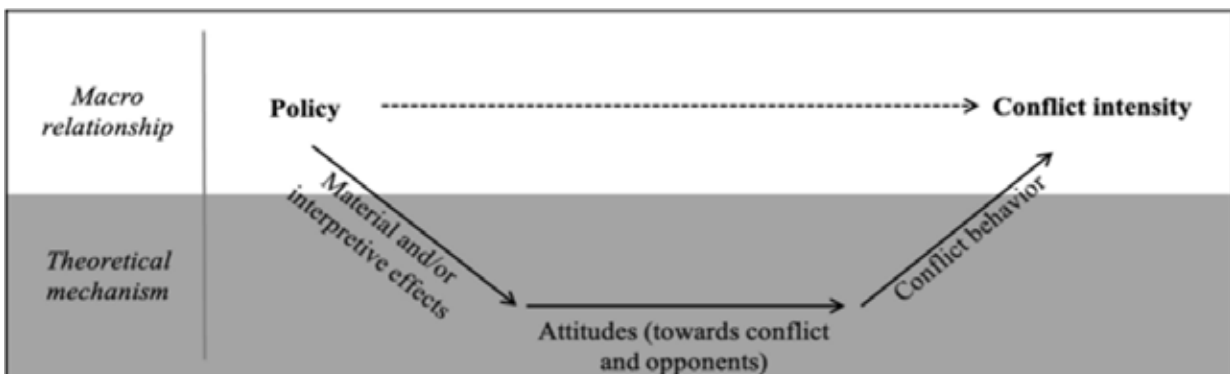 Macro
relationship
Policy
Conflict intensity
Material and/or
interpretive effects
Conflict behavior
Theoretical
mechanism
Attitudes (towards conflict
and opponents)